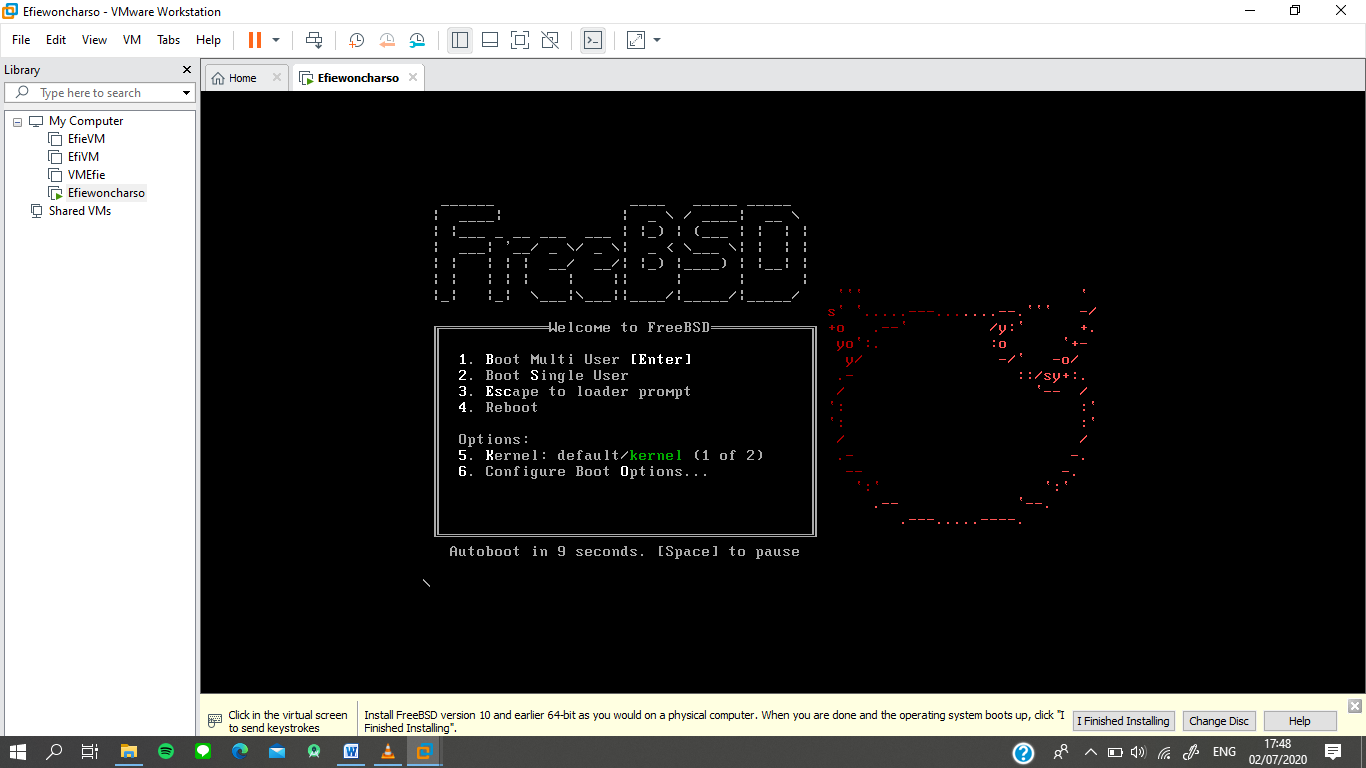 Efiewoncharso - VMware Workstation
File Edit View VM Tabs Help
Library
Type here to search
My Computer
EfieVM
EfiVM
VMEfie
Efiewoncharso
Shared VMs
Home
Efiewoncharso
FreeBSD
Welcome to FreeBSD
1. Boot Multi User [Enter]
2. Boot Single User
3. Escape to loader prompt
4. Reboot
Options:
5. Kernel: default/kernel (1 of 2)
6. Configure Boot Options...
Autoboot in 9 seconds. [Space] to pause
\
Click in the virtual screen
to send keystrokes
Install FreeBSD version 10 and earlier 64-bit as you would on a physical computer. When you are done and the operating system boots up, click "I
Finished Installing".
I Finished Installing
Change Disc
Help
ENG
17:48
02/07/2020